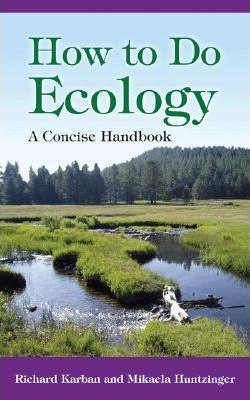 How to Do
Ecology
A Concise Handbook
Richard Karban and Mikaela Huntzinger